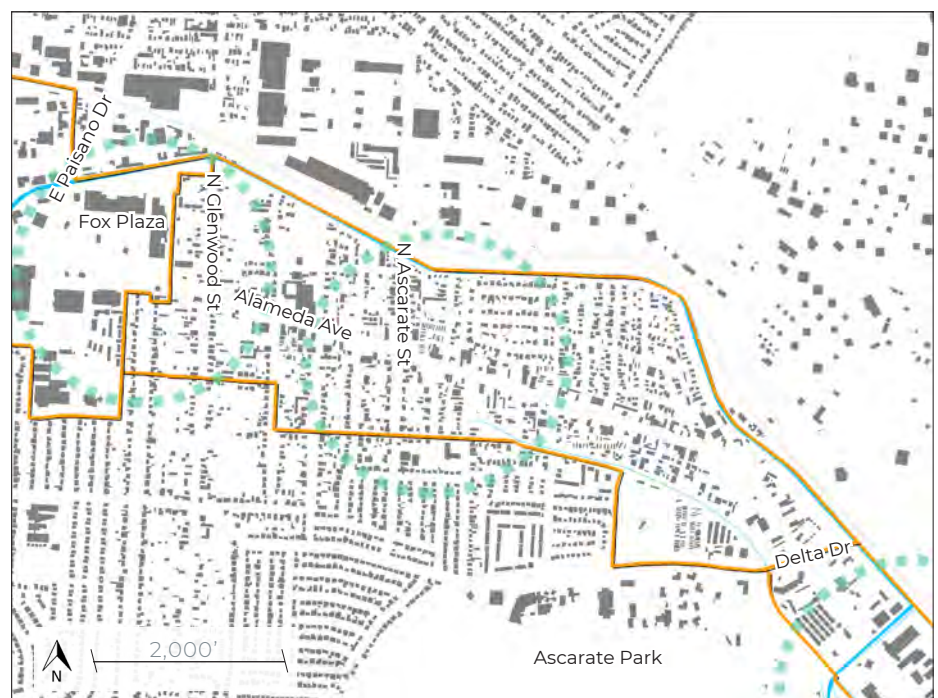 E Paisano Dr
Fox Plaza
N Glenwood St
Alameda Ave
N Ascarate St
Delta Dr
Ascarate Park
2,000'
N